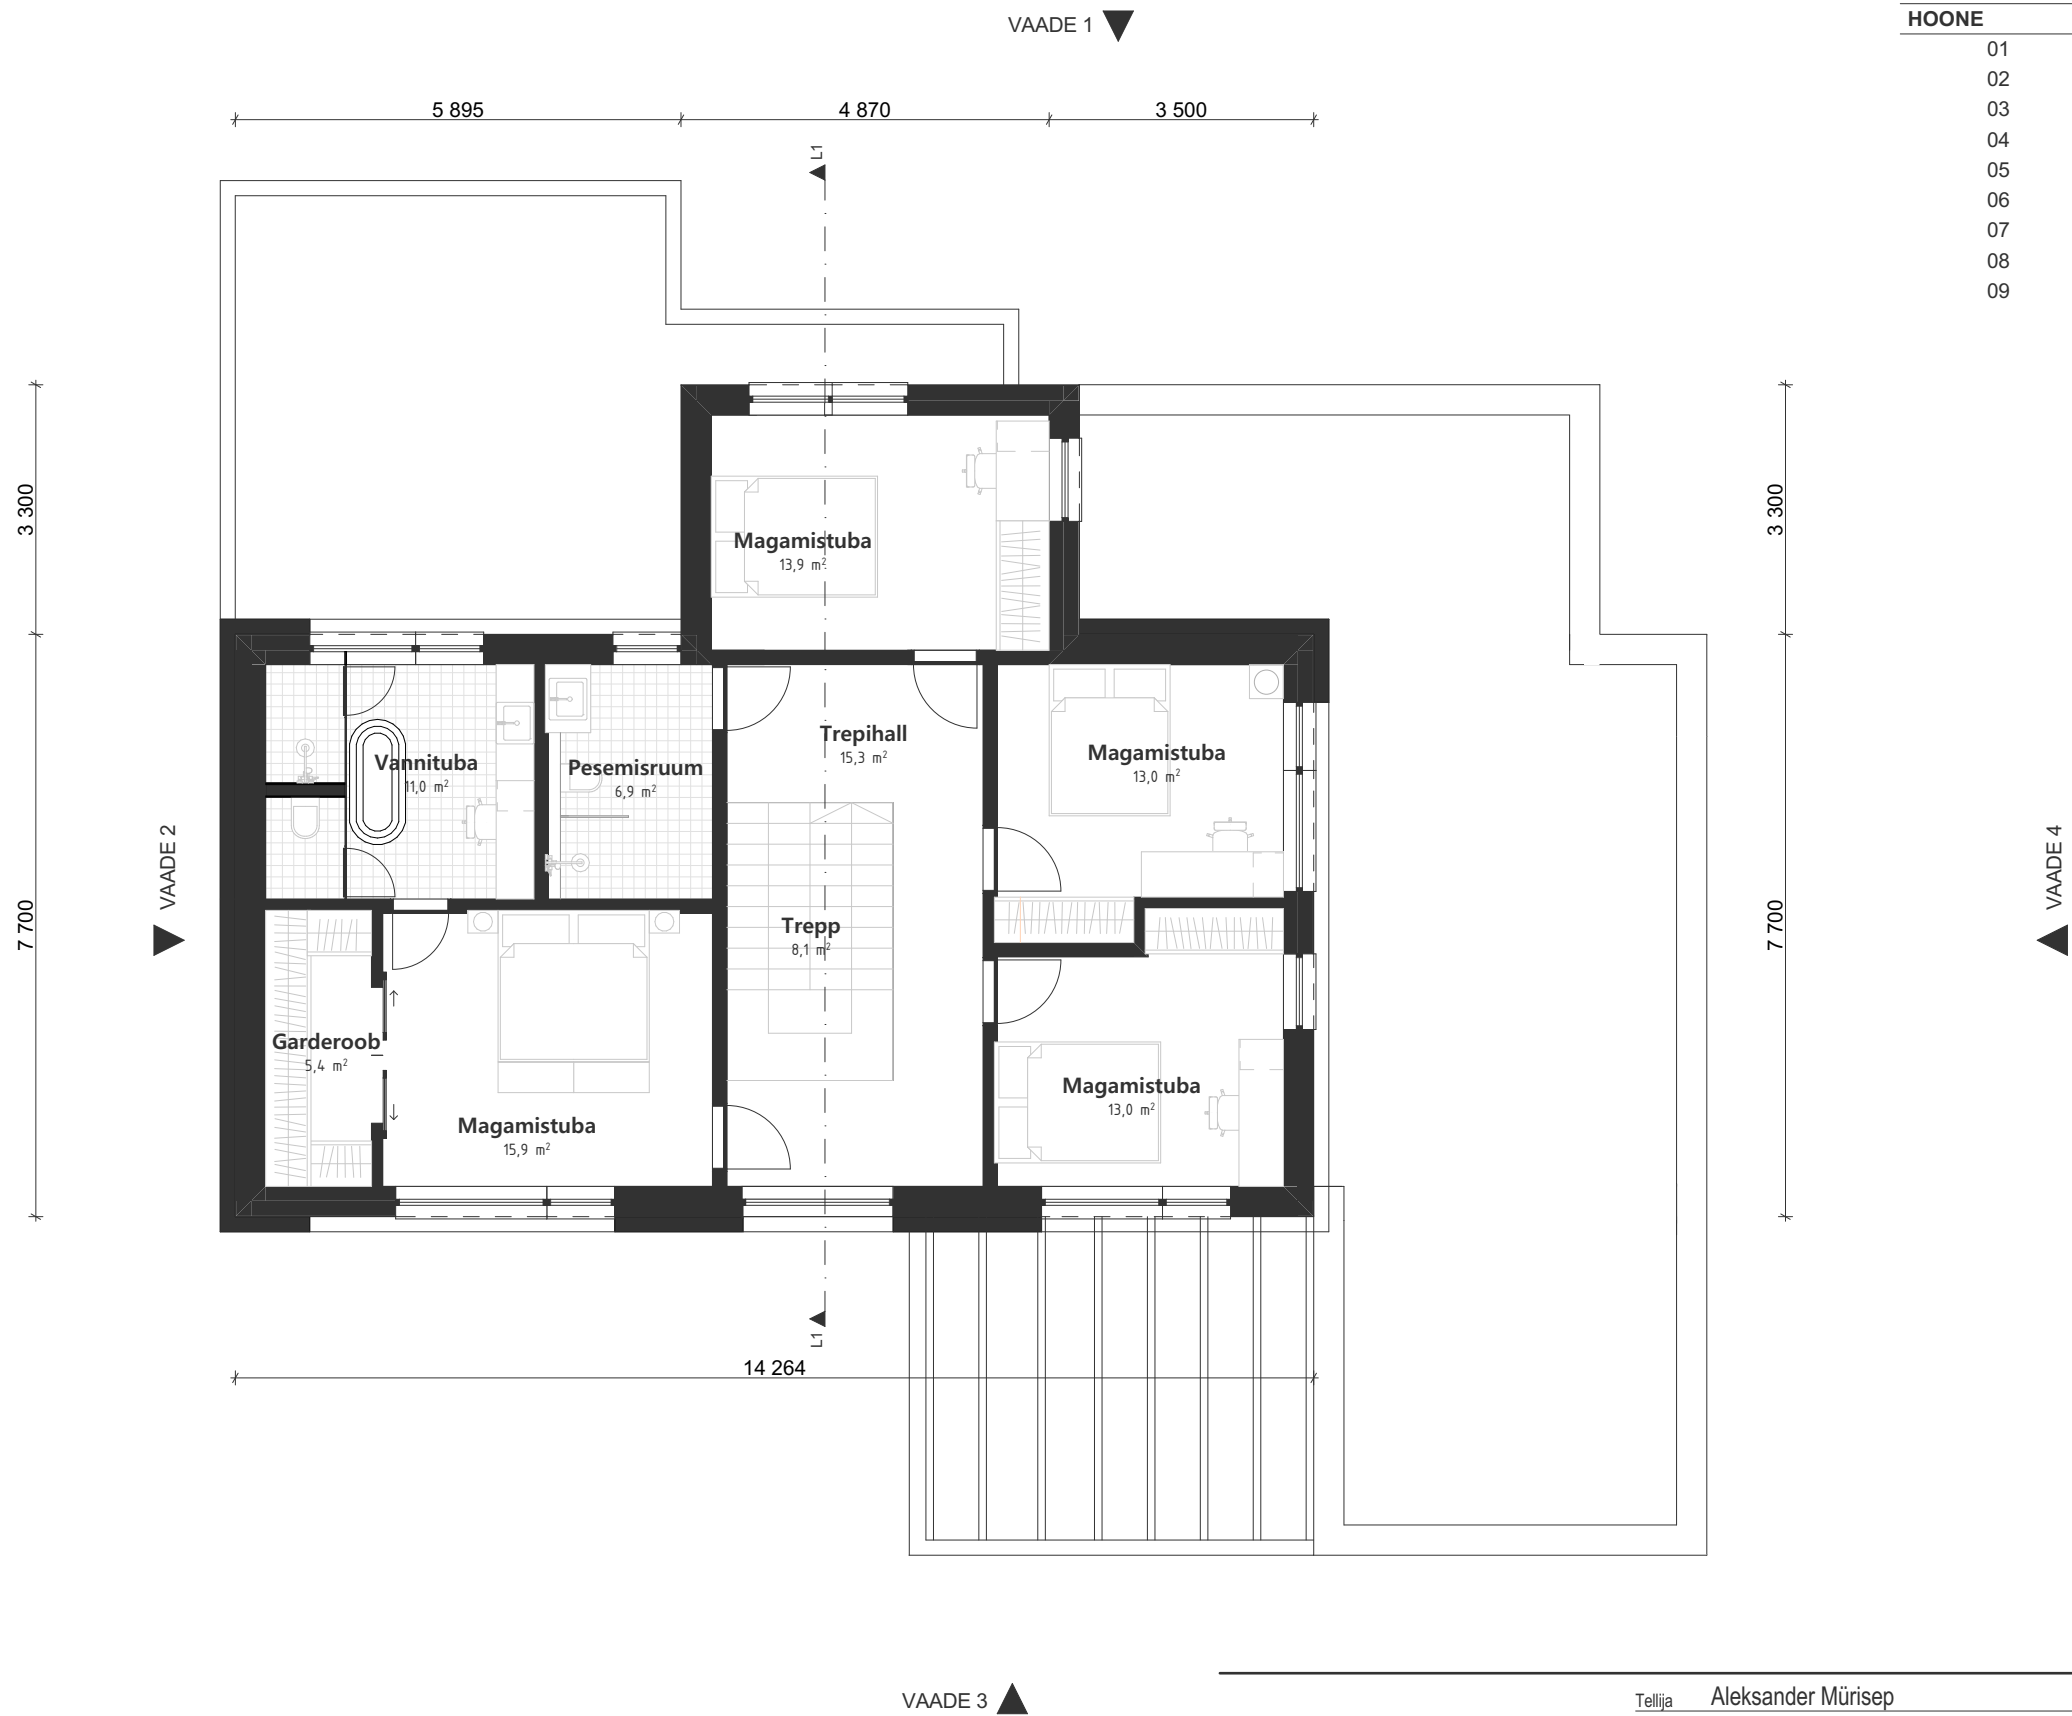 VAADE 1
HOONE
01
02
03
04
05
06
07
08
09
5 895
4 870
3 500
L1
3 300
3 300
Magamistuba
13,9 m²
Trepihall
15,3 m²
Magamistuba
13,0 m²
Vannituba
11,0 m²
Pesemisruum
6,9 m²
VAADE 2
VAADE 4
7 700
7 700
Trepp
8,1 m²
Garderoob
5,4 m²
Magamistuba
13,0 m²
Magamistuba
15,9 m²
L1
14 264
VAADE 3
Tellija Aleksander Mürisep